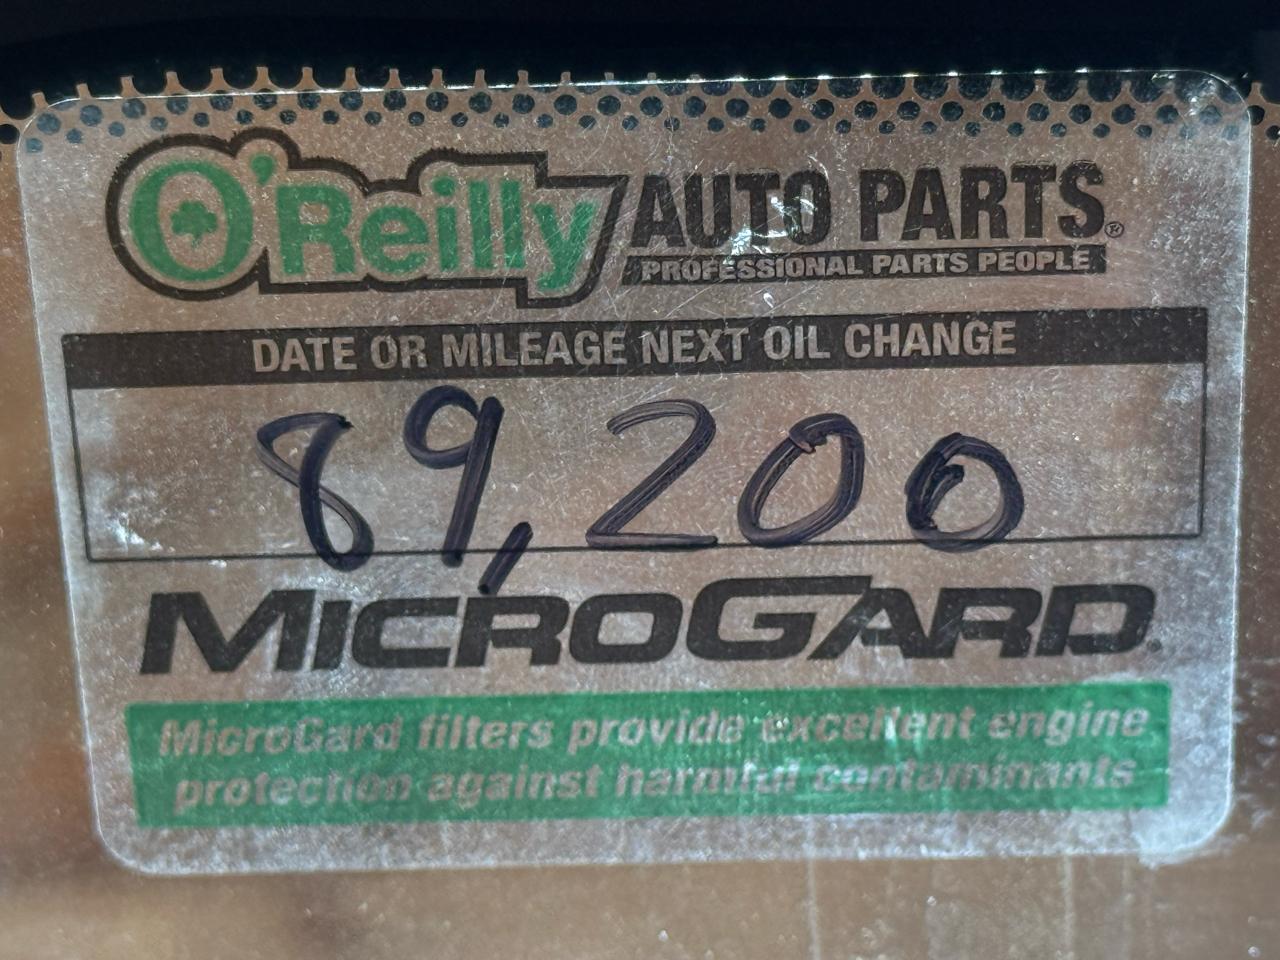 O'Reilly AUTO PARTS®
PROFESSIONAL PARTS PEOPLE
DATE OR MILEAGE NEXT OIL CHANGE
89,200
MICROGARD®
MicroGard filters provide excellent engine
protection against harmful contaminants